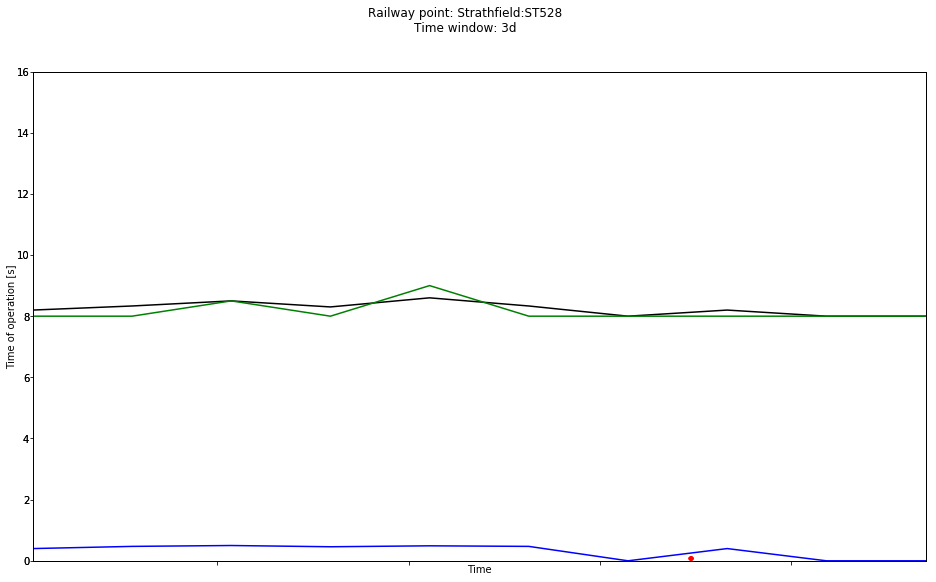 Railway point: Strathfield:ST528
Time window: 3d
16
14
12
10
8
6
4
2
0
Time of operation [s]
Time